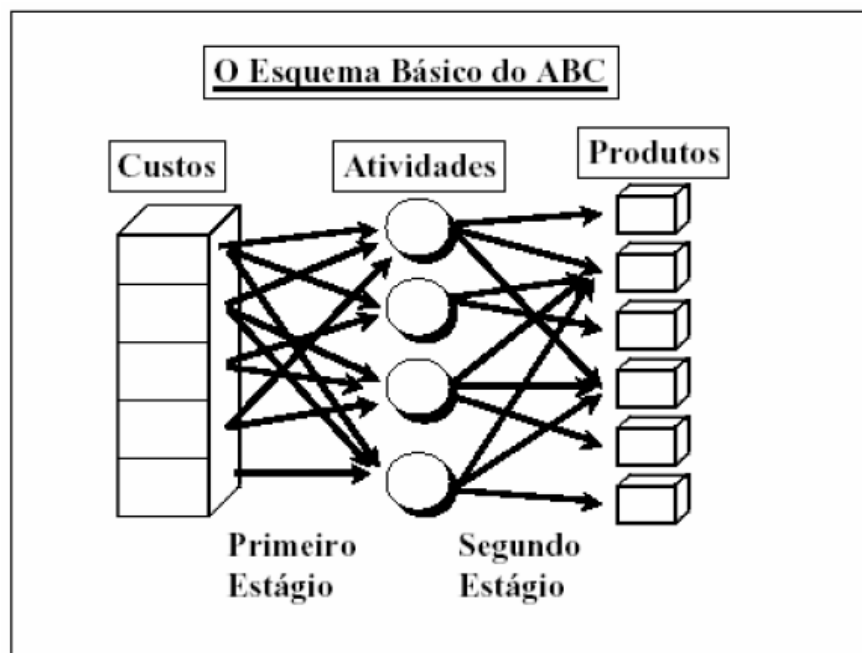 O Esquema Básico do ABC
Custos
Atividades
Produtos
Primeiro
Estágio
Segundo
Estágio